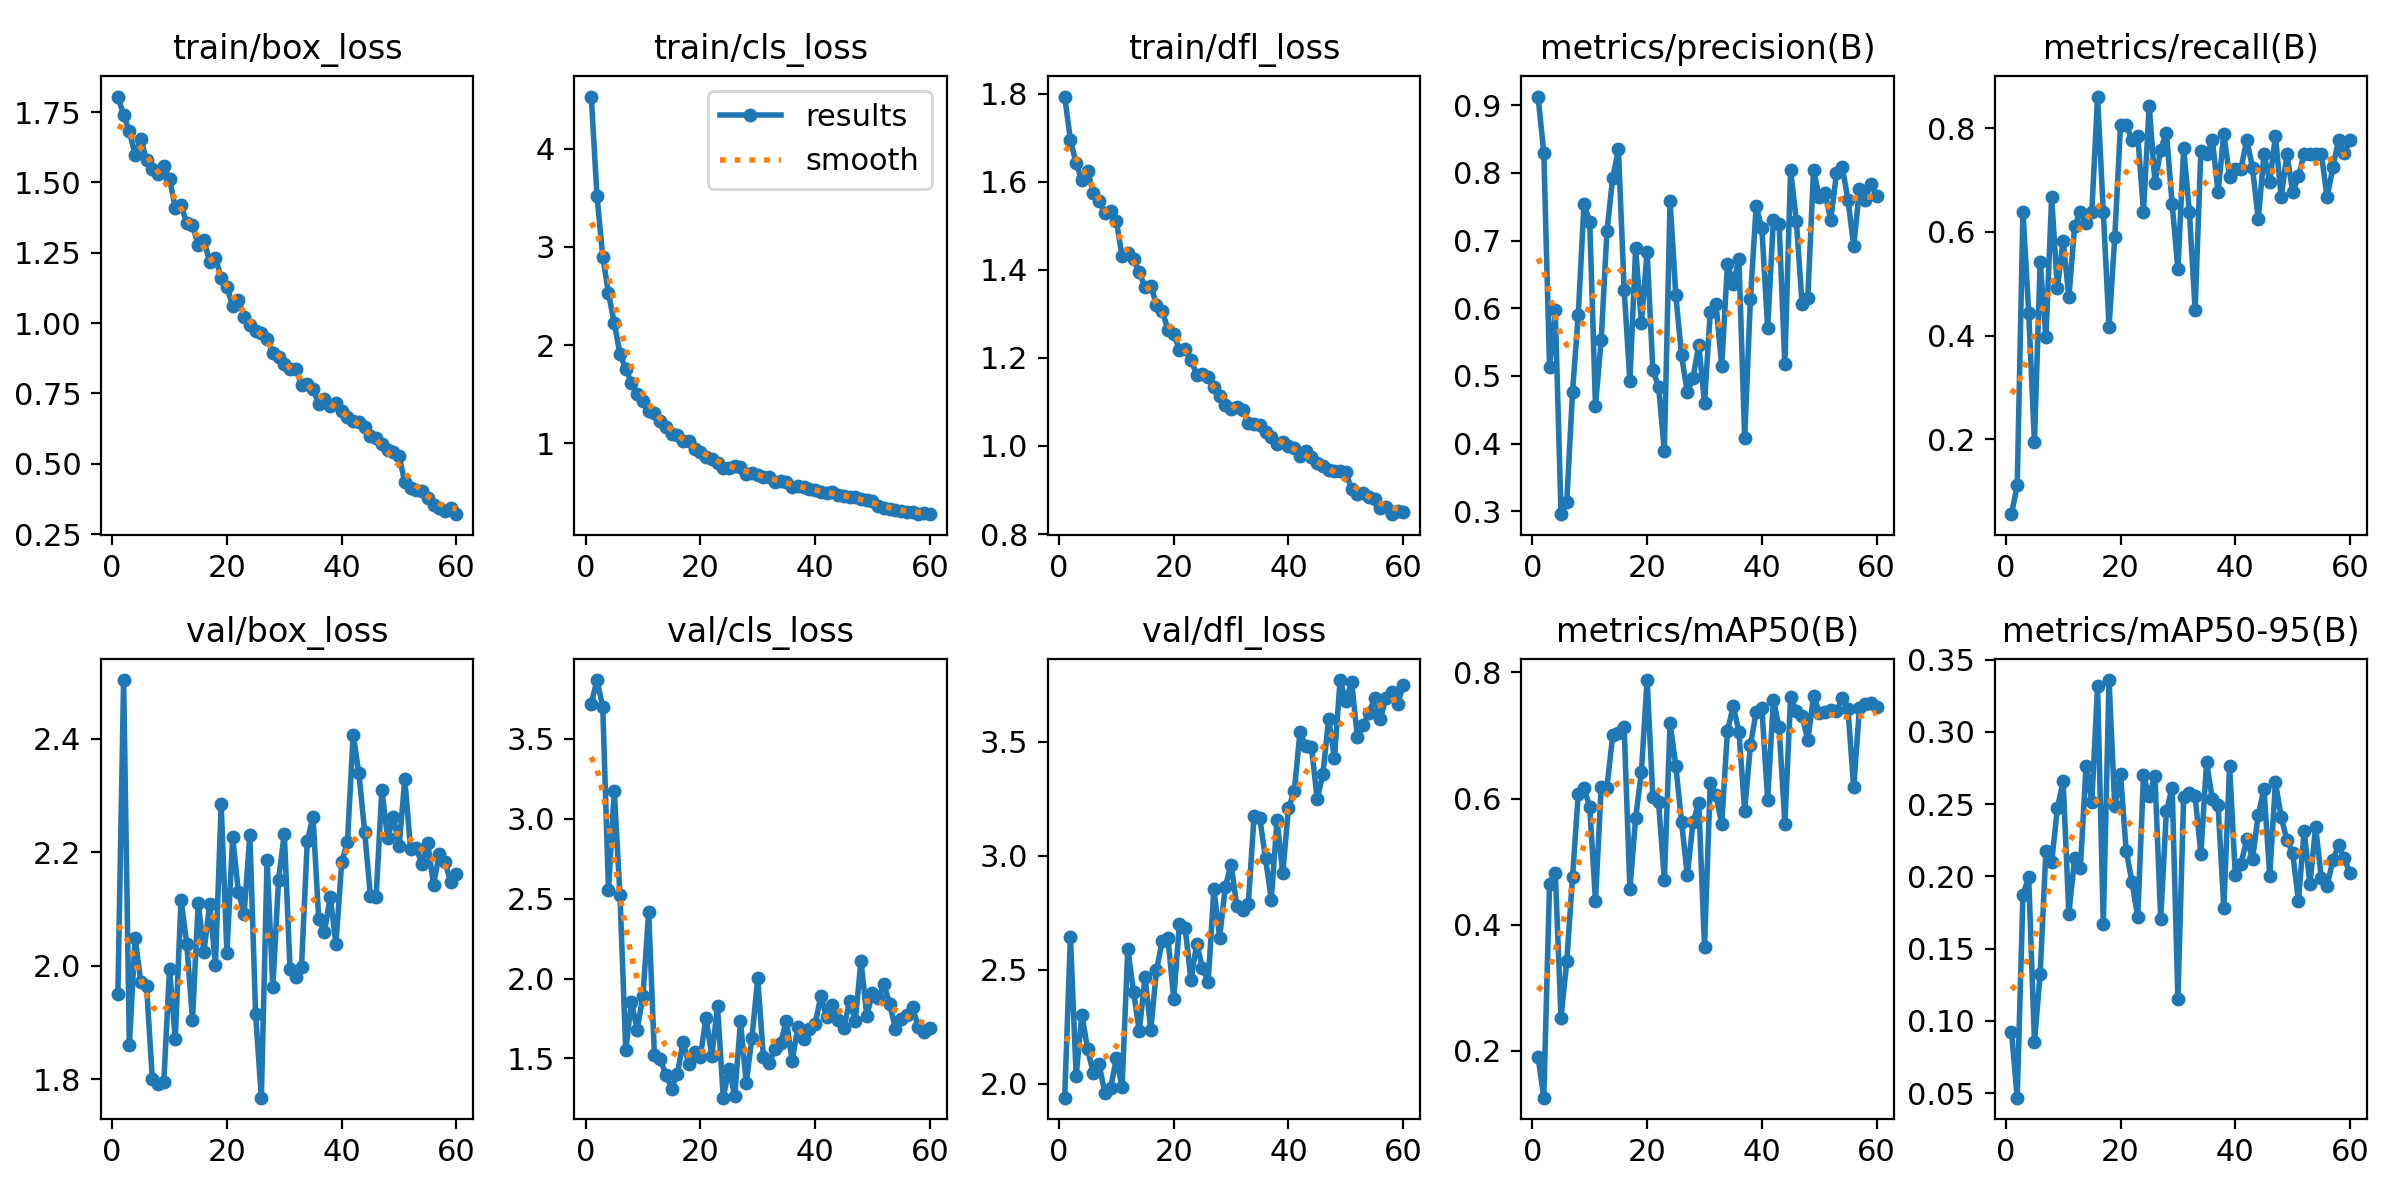 train/box_loss
1.75
1.50
1.25
1.00
0.75
0.50
0.25
0 20 40 60
train/cls_loss
results
smooth
4
3
2
1
0 20 40 60
train/dfl_loss
1.8
1.6
1.4
1.2
1.0
0.8
0 20 40 60
metrics/precision(B)
0.9
0.8
0.7
0.6
0.5
0.4
0.3
0 20 40 60
metrics/recall(B)
0.8
0.6
0.4
0.2
0 20 40 60
val/box_loss
2.4
2.2
2.0
1.8
0 20 40 60
val/cls_loss
3.5
3.0
2.5
2.0
1.5
0 20 40 60
val/dfl_loss
3.5
3.0
2.5
2.0
0 20 40 60
metrics/mAP50(B)
0.8
0.6
0.4
0.2
0 20 40 60
metrics/mAP50-95(B)
0.35
0.30
0.25
0.20
0.15
0.10
0.05
0 20 40 60